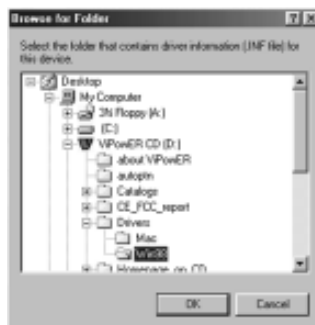 Browse for Folder
Select the folder that contains driver information (.INF file) for
this device.
Desktop
My Computer
3½ Floppy (A:)
(C:)
ViPowER CD (D:)
about ViPowER
autoptn
Catalogs
CE_FCC_report
Drivers
Mac
Win98
Homepage_on_CD
OK
Cancel